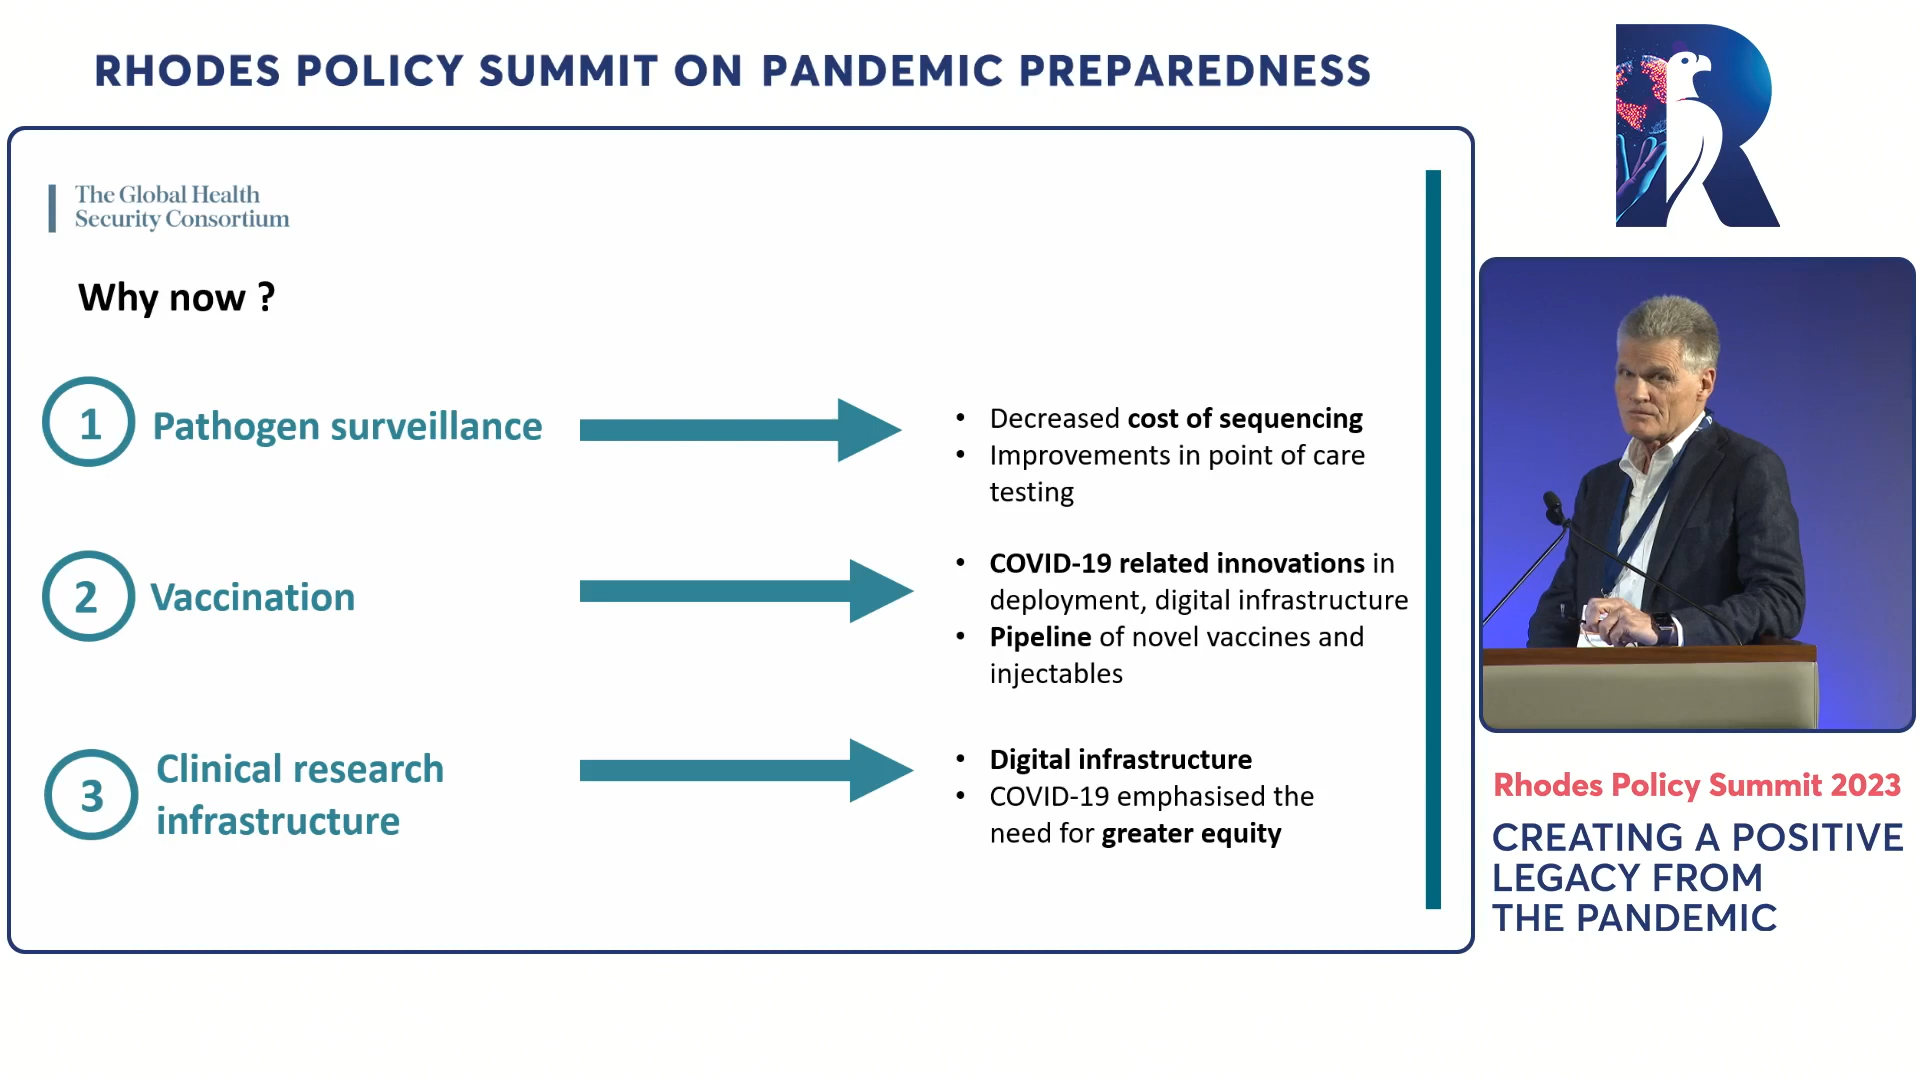 RHODES POLICY SUMMIT ON PANDEMIC PREPAREDNESS
The Global Health
Security Consortium
Why now ?
1 Pathogen surveillance
• Decreased cost of sequencing
• Improvements in point of care
testing
2 Vaccination
• COVID-19 related innovations in
deployment, digital infrastructure
• Pipeline of novel vaccines and
injectables
3 Clinical research
infrastructure
• Digital infrastructure
• COVID-19 emphasised the
need for greater equity
R
Rhodes Policy Summit 2023
CREATING A POSITIVE
LEGACY FROM
THE PANDEMIC